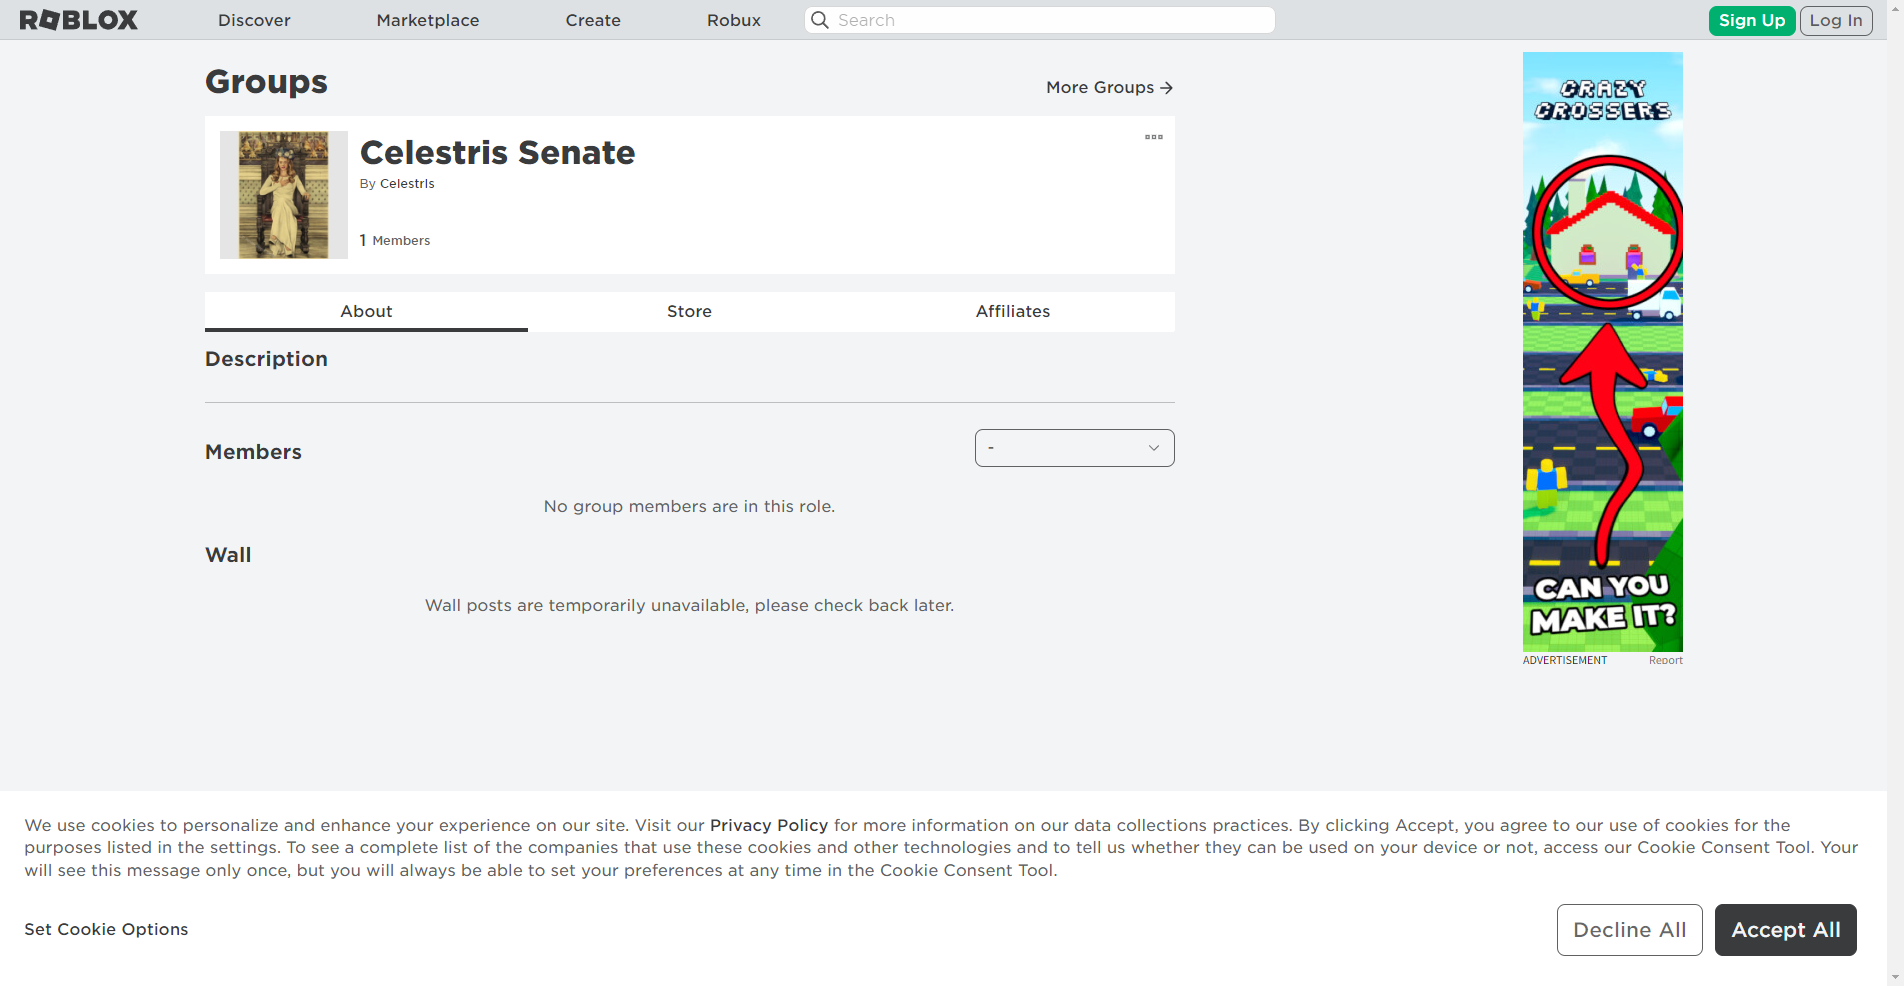 ROBLOX
Discover
Marketplace
Create
Robux
Search
Sign Up
Log In
Groups
More Groups
Celestris Senate
By CelestrIs
1 Members
About
Store
Affiliates
Description
Members
-
No group members are in this role.
Wall
Wall posts are temporarily unavailable, please check back later.
CRAZY
CROSSERS
CAN YOU
MAKE IT?
ADVERTISEMENT
Report
We use cookies to personalize and enhance your experience on our site. Visit our Privacy Policy for more information on our data collections practices. By clicking Accept, you agree to our use of cookies for the
purposes listed in the settings. To see a complete list of the companies that use these cookies and other technologies and to tell us whether they can be used on your device or not, access our Cookie Consent Tool. Your
will see this message only once, but you will always be able to set your preferences at any time in the Cookie Consent Tool.
Set Cookie Options
Decline All
Accept All